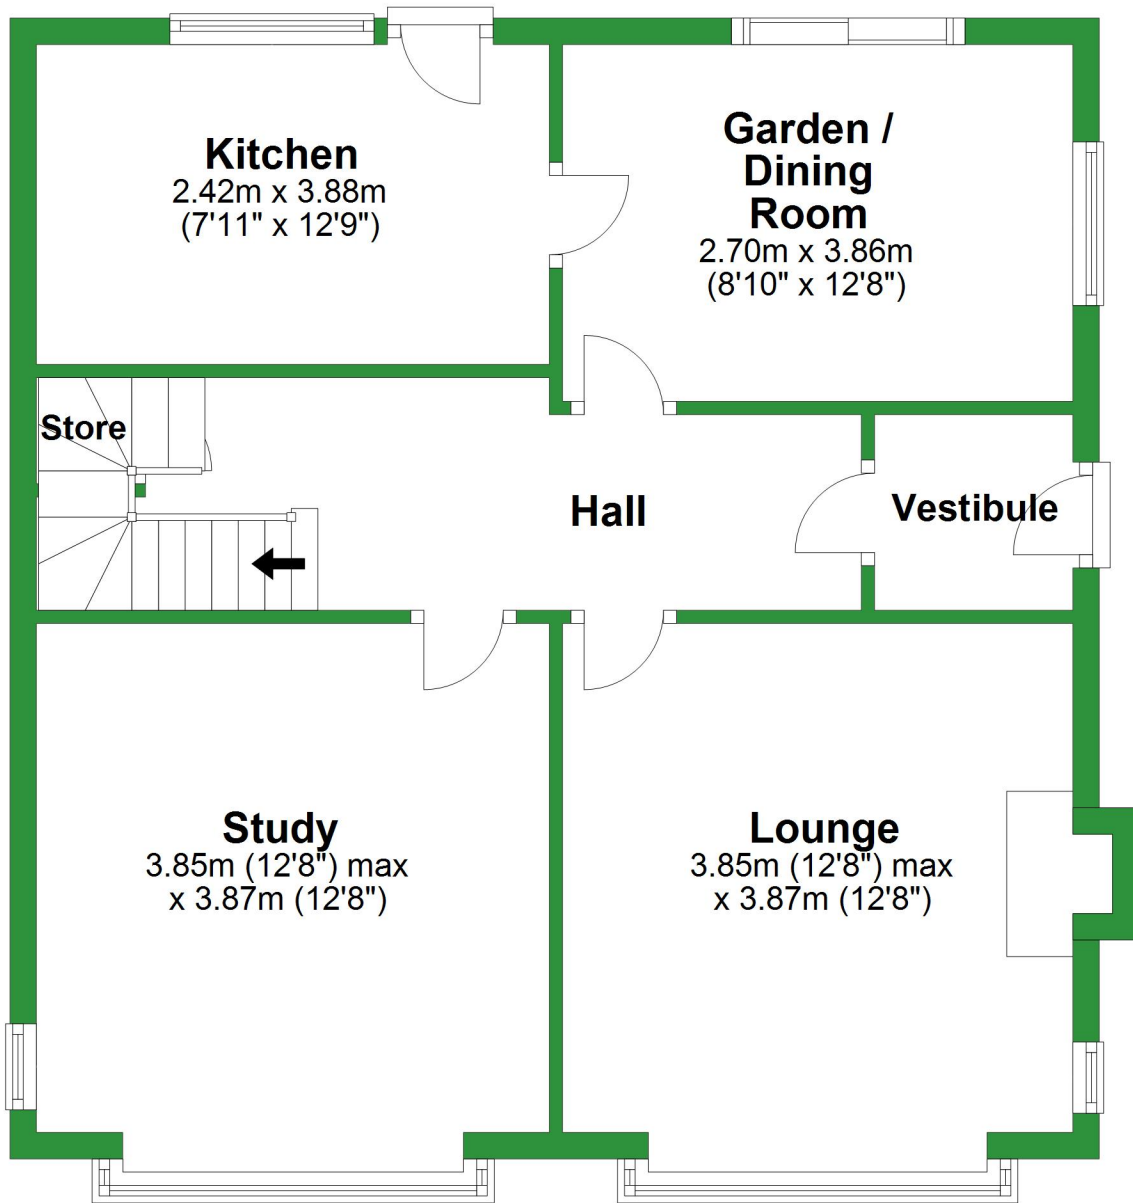 Kitchen
2.42m x 3.88m
(7'11" x 12'9")
Garden /
Dining
Room
2.70m x 3.86m
(8'10" x 12'8")
Store
Hall
Vestibule
Study
3.85m (12'8") max
x 3.87m (12'8")
Lounge
3.85m (12'8") max
x 3.87m (12'8")